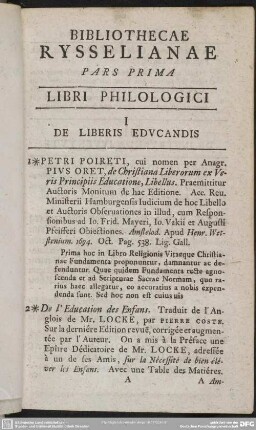 BIBLIOTHECAE
RYSSELIANAE
PARS PRIMA
LIBRI PHILOLOGICI
I
DE LIBERIS EDVCANDIS
1* PETRI POIRETI, cui nomen per Anagr.
PIVS ORET, de Christiana Liberorum ex Ve-
ris Principiis Educatione, Libellus. Praemittitur
Auctoris Monitum de hac Editione. Acc. Reu.
Ministerii Hamburgensis Iudicium de hoc Libello
et Auctoris Obseruationes in illud, cum Respon-
sionibus ad Io. Frid. Mayeri, Io. Vakii et Augusti
Pfeifferi Obiectiones. Amstelod. Apud Henr. Wet-
stenium. 1694. Oct. Pag. 538. Lig. Gall.
Prima hoc in Libro Religionis Vitaeque Christia-
nae Fundamenta proponuntur, damnantur ac de-
fenduntur. Quae quidem Fundamenta recte agno-
scenda et ad Scripturae Sacrae Normam, quo
rarius haec allegatur, eo accuratius a nobis expen-
denda sunt. Sed hoc non est cuius uis
2* De l'Education des Enfans. Traduit de l'An-
glois de Mr. LOCKE, par PIERRE COSTE.
Sur la derniére Edition revuë, corrigée et augmen-
tée par l'Auteur. On a mis à la Préface une
Epître Dédicatoire de Mr. LOCKE, adressée
à un de ses Amis, sur la Nécessité de bien éle-
ver les Enfans. Avec une Table des Matiéres.
A
Am-